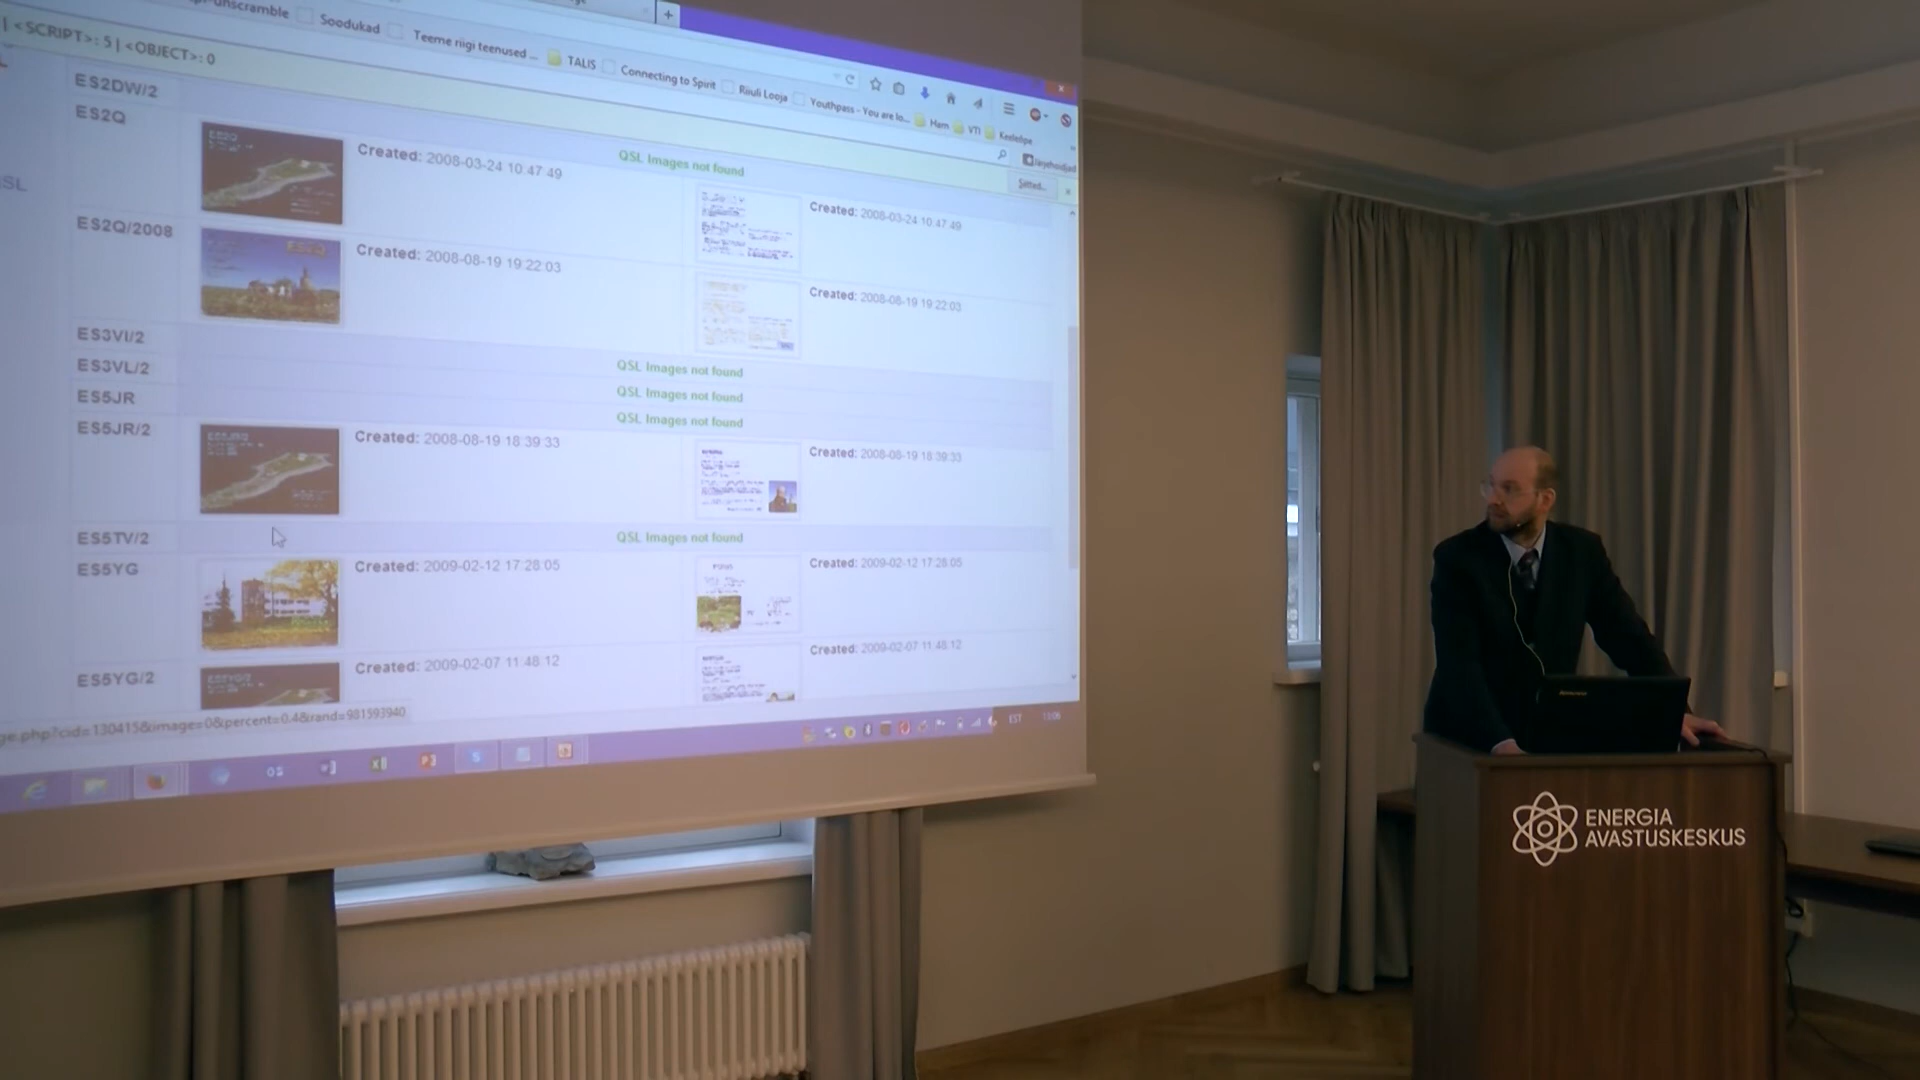 Soodukad
Teeme riigi teenused ...
TALIS
Connecting to Spirit
Riiuli Looja
Youthpass - You are lo...
Ham
VTI
Keeleõpe
| <SCRIPT>: 5 | <OBJECT>: 0
Sätted...
ES2DW/2
QSL Images not found
ES2Q
Created: 2008-03-24 10:47:49
Created: 2008-03-24 10:47:49
ES2Q/2008
Created: 2008-08-19 19:22:03
Created: 2008-08-19 19:22:03
ES3VI/2
QSL Images not found
ES3VL/2
QSL Images not found
ES5JR
QSL Images not found
ES5JR/2
Created: 2008-08-19 18:39:33
Created: 2008-08-19 18:39:33
ES5TV/2
QSL Images not found
ES5YG
Created: 2009-02-12 17:28:05
Created: 2009-02-12 17:28:05
ES5YG/2
Created: 2009-02-07 11:48:12
Created: 2009-02-07 11:48:12
ge.php?cid=130415&image=0&percent=0.4&rand=981593940
EST
13:06
lenovo
ENERGIA
AVASTUSKESKUS